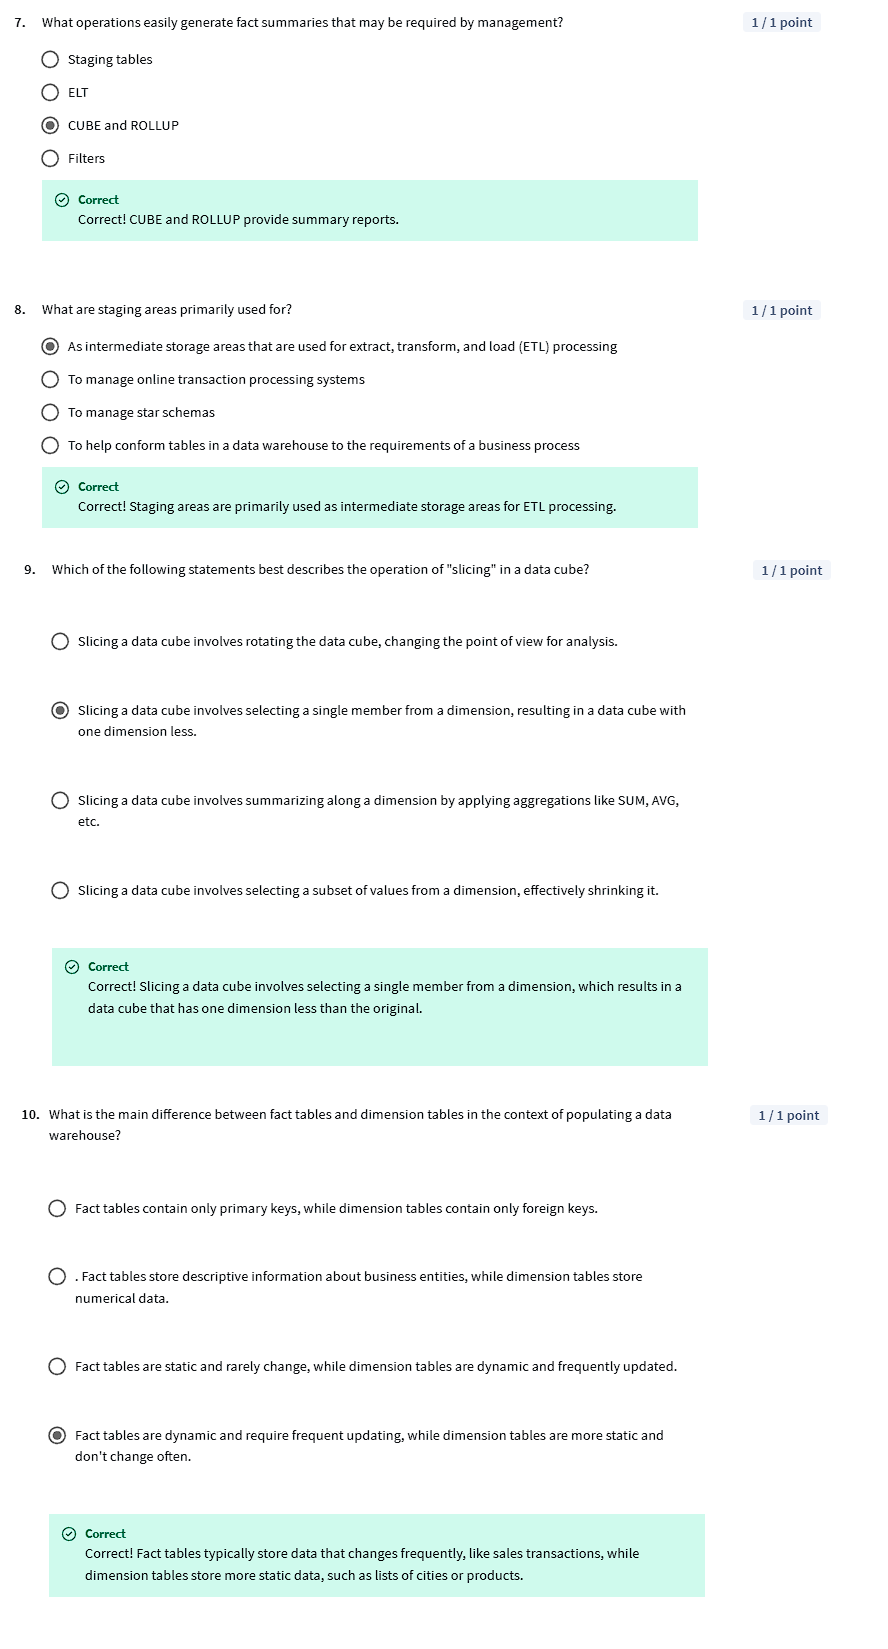 7. What operations easily generate fact summaries that may be required by management? 1 / 1 point
Staging tables
ELT
CUBE and ROLLUP
Filters
Correct
Correct! CUBE and ROLLUP provide summary reports.
8. What are staging areas primarily used for? 1 / 1 point
As intermediate storage areas that are used for extract, transform, and load (ETL) processing
To manage online transaction processing systems
To manage star schemas
To help conform tables in a data warehouse to the requirements of a business process
Correct
Correct! Staging areas are primarily used as intermediate storage areas for ETL processing.
9. Which of the following statements best describes the operation of "slicing" in a data cube? 1 / 1 point
Slicing a data cube involves rotating the data cube, changing the point of view for analysis.
Slicing a data cube involves selecting a single member from a dimension, resulting in a data cube with
one dimension less.
Slicing a data cube involves summarizing along a dimension by applying aggregations like SUM, AVG,
etc.
Slicing a data cube involves selecting a subset of values from a dimension, effectively shrinking it.
Correct
Correct! Slicing a data cube involves selecting a single member from a dimension, which results in a
data cube that has one dimension less than the original.
10. What is the main difference between fact tables and dimension tables in the context of populating a data 1 / 1 point
warehouse?
Fact tables contain only primary keys, while dimension tables contain only foreign keys.
. Fact tables store descriptive information about business entities, while dimension tables store
numerical data.
Fact tables are static and rarely change, while dimension tables are dynamic and frequently updated.
Fact tables are dynamic and require frequent updating, while dimension tables are more static and
don't change often.
Correct
Correct! Fact tables typically store data that changes frequently, like sales transactions, while
dimension tables store more static data, such as lists of cities or products.